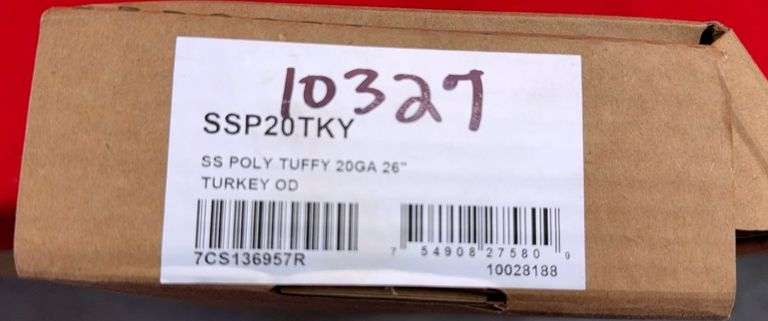 10327
SSP20TKY
SS POLY TUFFY 20GA 26"
TURKEY OD
7CS136957R
7 54908 27580 9
10028188